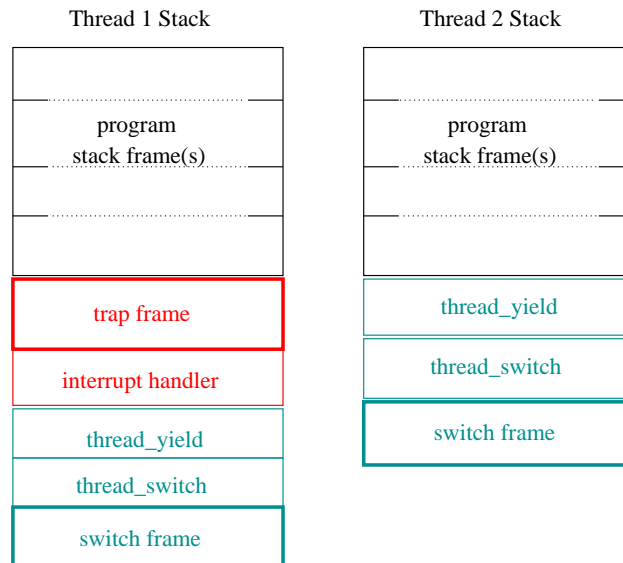 Thread 1 Stack
program
stack frame(s)
trap frame
interrupt handler
thread_yield
thread_switch
switch frame
Thread 2 Stack
program
stack frame(s)
thread_yield
thread_switch
switch frame